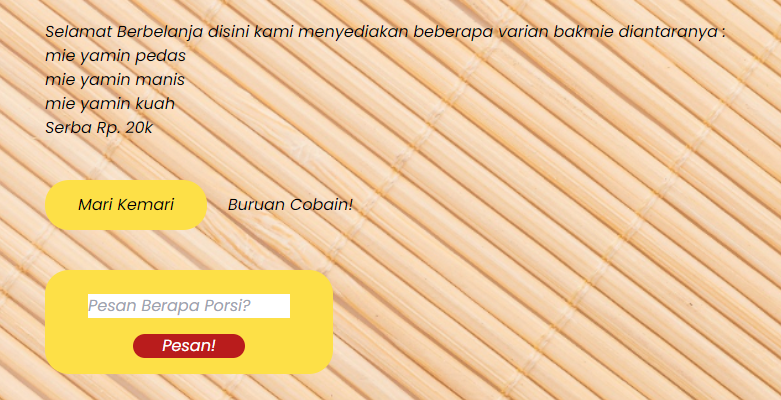 Selamat Berbelanja disini kami menyediakan beberapa varian bakmie diantaranya :
mie yamin pedas
mie yamin manis
mie yamin kuah
Serba Rp. 20k
Mari Kemari
Buruan Cobain!
Pesan Berapa Porsi?
Pesan!